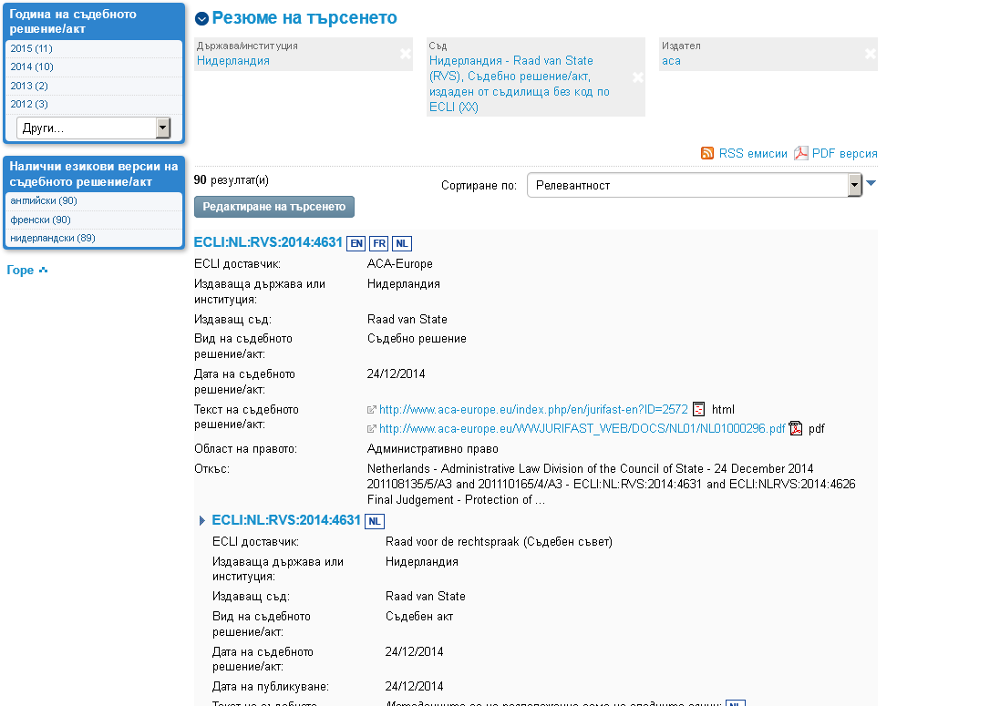 Година на съдебното
решение/акт
2015 (11)
2014 (10)
2013 (2)
2012 (3)
Други...
Налични езикови версии на
съдебното решение/акт
английски (90)
френски (90)
нидерландски (89)
Горе
Резюме на търсенето
Държава/институция
Нидерландия
Съд
Нидерландия - Raad van State
(RVS), Съдебно решение/акт,
издаден от съдилища без код по
ECLI (XX)
Издател
aca
RSS емисии PDF версия
90 резултат(и)
Сортиране по: Релевантност
Редактиране на търсенето
ECLI:NL:RVS:2014:4631 EN FR NL
ECLI доставчик: ACA-Europe
Издаваща държава или
институция: Нидерландия
Издаващ съд: Raad van State
Вид на съдебното
решение/акт: Съдебно решение
Дата на съдебното
решение/акт: 24/12/2014
Текст на съдебното
решение/акт: http://www.aca-europe.eu/index.php/en/jurifast-en?ID=2572 html
http://www.aca-europe.eu/WWJURIFAST_WEB/DOCS/NL01/NL01000296.pdf pdf
Област на правото: Административно право
Откъс: Netherlands - Administrative Law Division of the Council of State - 24 December 2014
201108135/5/A3 and 201110165/4/A3 - ECLI:NL:RVS:2014:4631 and ECLI:NLRVS:2014:4626
Final Judgement - Protection of ...
ECLI:NL:RVS:2014:4631 NL
ECLI доставчик: Raad voor de rechtspraak (Съдебен съвет)
Издаваща държава или
институция: Нидерландия
Издаващ съд: Raad van State
Вид на съдебното
решение/акт: Съдебен акт
Дата на съдебното
решение/акт: 24/12/2014
Дата на публикуване: 24/12/2014
Текст на съдебното NL